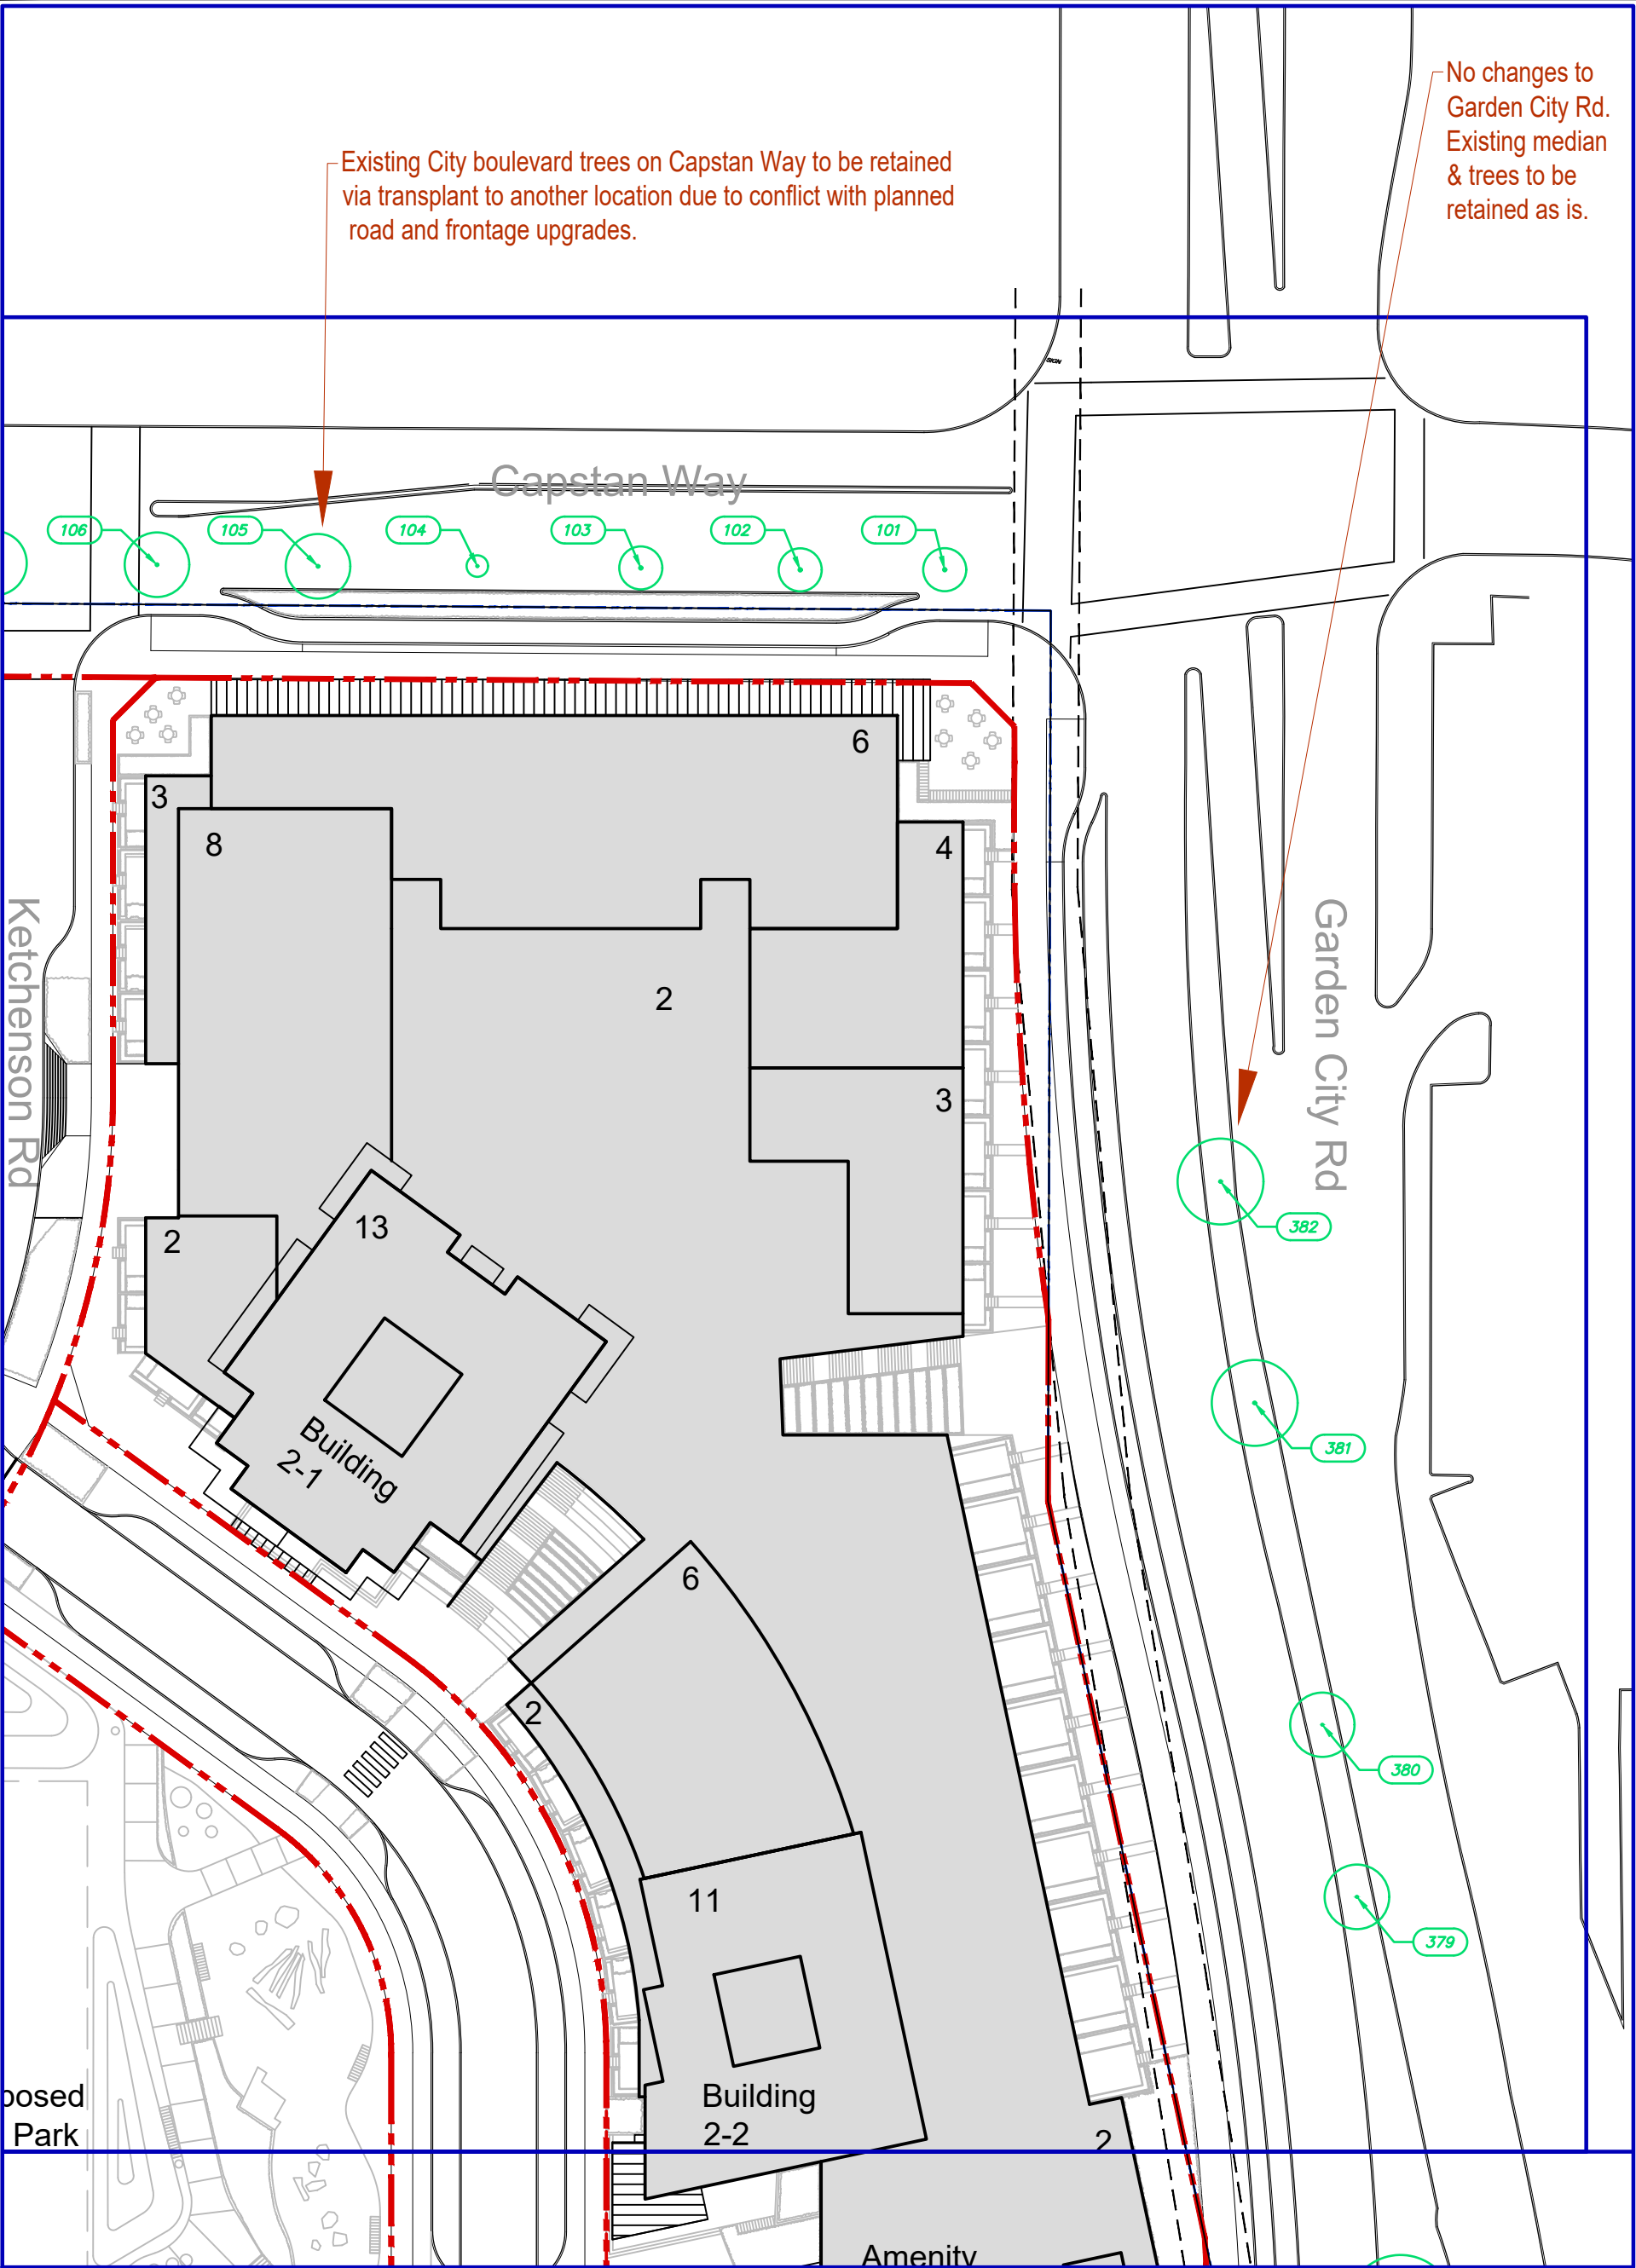 No changes to
Garden City Rd.
Existing median
& trees to be
retained as is.
Existing City boulevard trees on Capstan Way to be retained
via transplant to another location due to conflict with planned
road and frontage upgrades.
SIGN
Capstan Way
106
105
104
103
102
101
6
3
8
4
Ketchenson Rd
Garden City Rd
2
3
13
2
382
Building
2-1
381
6
2
380
11
379
posed
Park
Building
2-2
2
Amenity